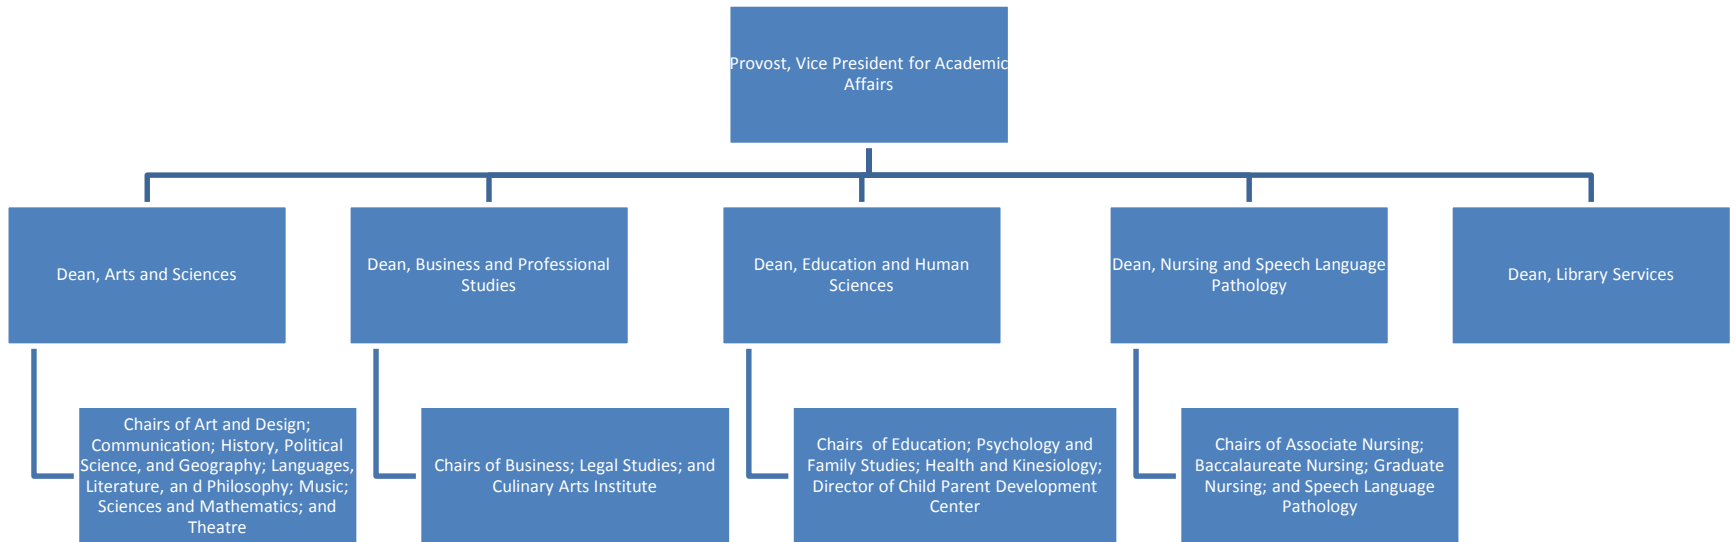 Provost, Vice President for Academic
Affairs
Dean, Arts and Sciences
Dean, Business and Professional
Studies
Dean, Education and Human
Sciences
Dean, Nursing and Speech Language
Pathology
Dean, Library Services
Chairs of Art and Design;
Communication; History, Political
Science, and Geography; Languages,
Literature, an d Philosophy; Music;
Sciences and Mathematics; and
Theatre
Chairs of Business; Legal Studies; and
Culinary Arts Institute
Chairs  of Education; Psychology and
Family Studies; Health and Kinesiology;
Director of Child Parent Development
Center
Chairs of Associate Nursing;
Baccalaureate Nursing; Graduate
Nursing; and Speech Language
Pathology